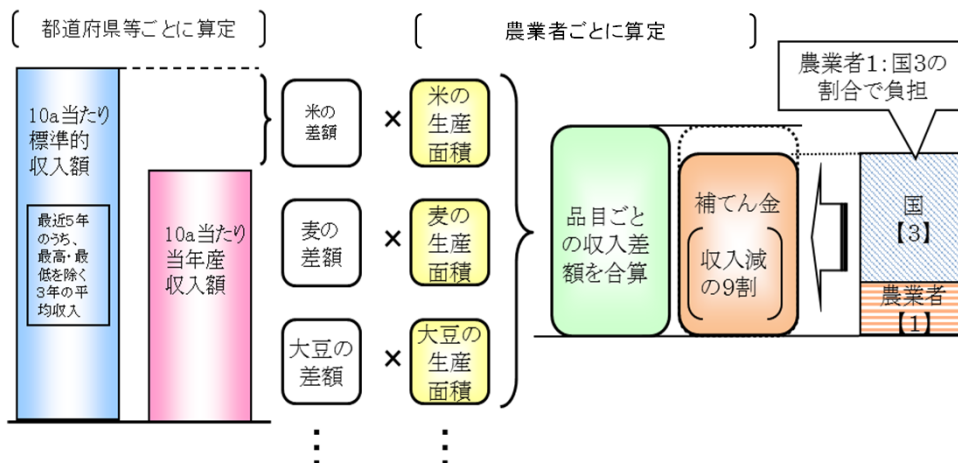 都道府県等ごとに算定
農業者ごとに算定
農業者1:国3の
割合で負担
10a当たり
標準的
収入額
最近5年
のうち、
最高・最
低を除く
3年の平
均収入
10a当たり
当年産
収入額
米の
差額
×
米の
生産
面積
麦の
差額
×
麦の
生産
面積
大豆の
差額
×
大豆の
生産
面積
品目ごと
の収入差
額を合算
補てん金
収入減
の9割
国
【3】
農業者
【1】